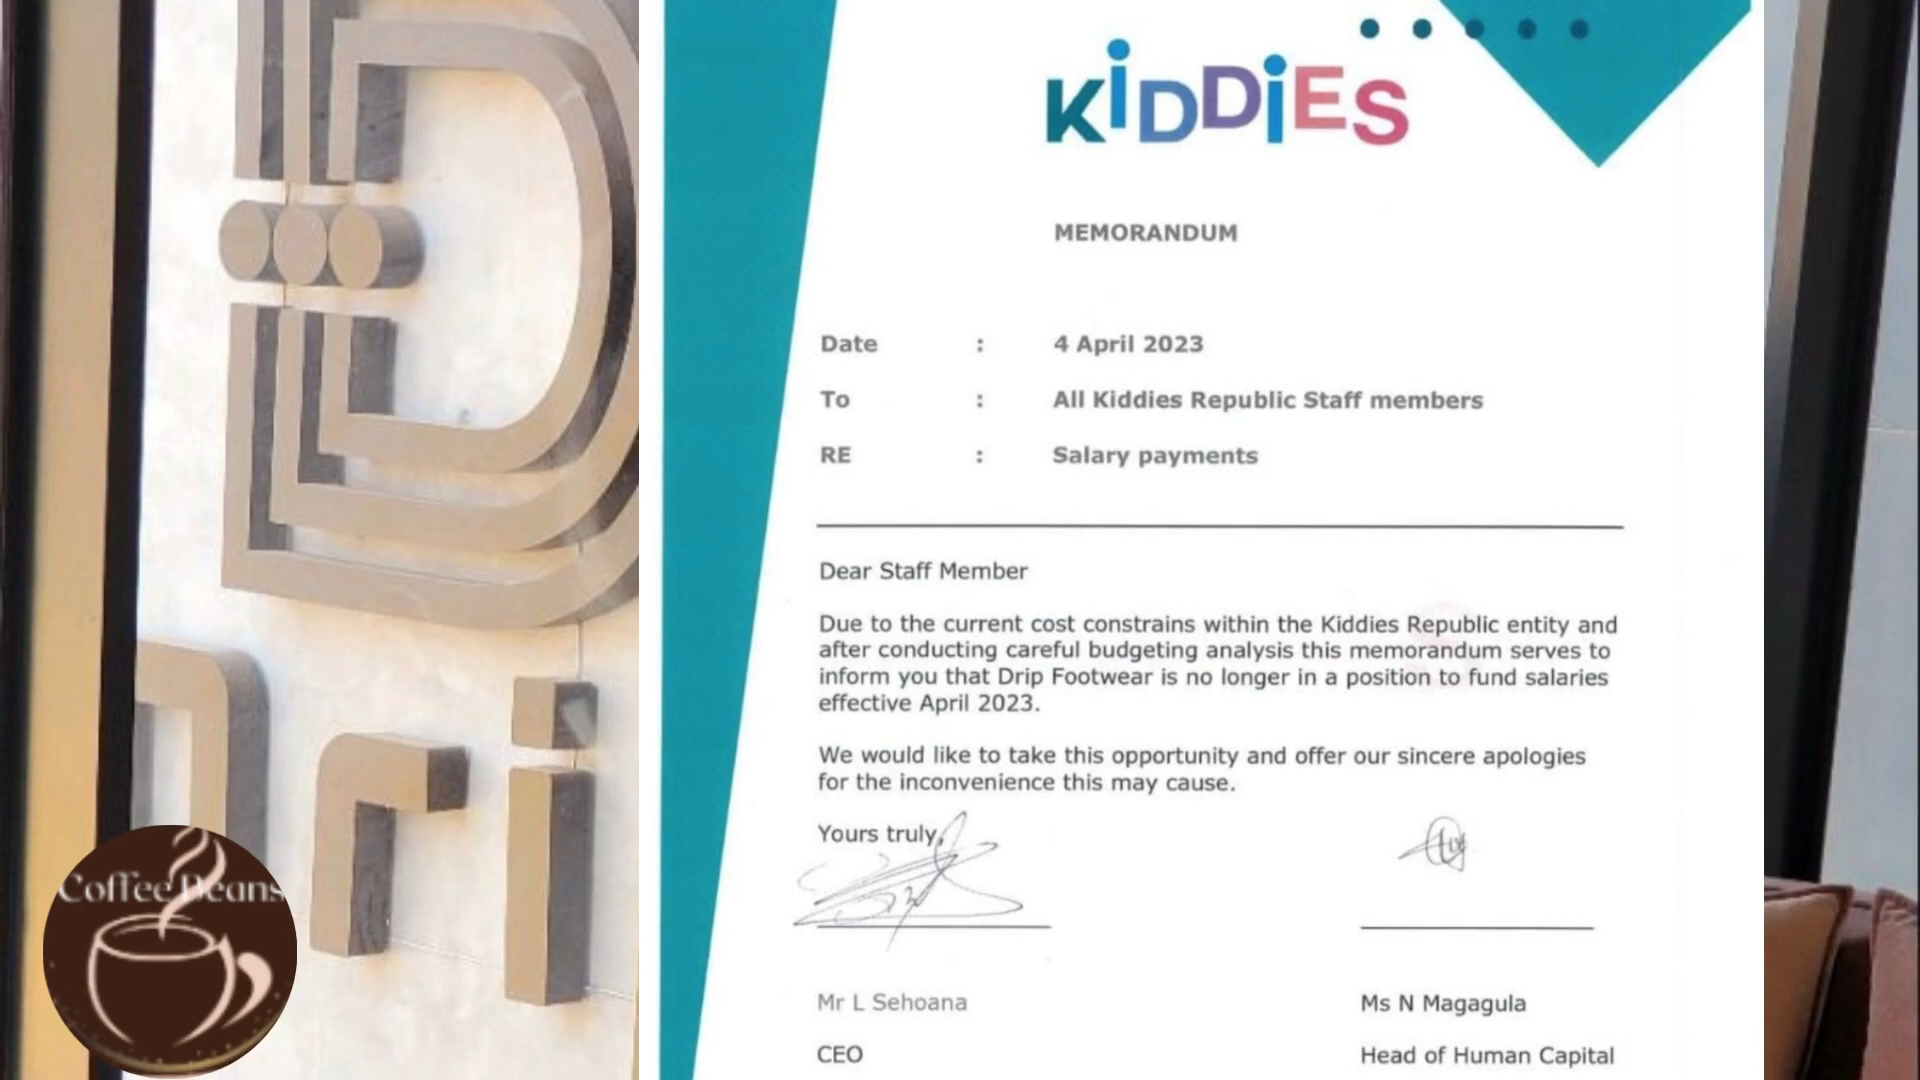 KiDDiES
MEMORANDUM
Date : 4 April 2023
To : All Kiddies Republic Staff members
RE : Salary payments
Dear Staff Member
Due to the current cost constrains within the Kiddies Republic entity and
after conducting careful budgeting analysis this memorandum serves to
inform you that Drip Footwear is no longer in a position to fund salaries
effective April 2023.
We would like to take this opportunity and offer our sincere apologies
for the inconvenience this may cause.
Yours truly,
Mr L Sehoana Ms N Magagula
CEO Head of Human Capital
Coffee Beans